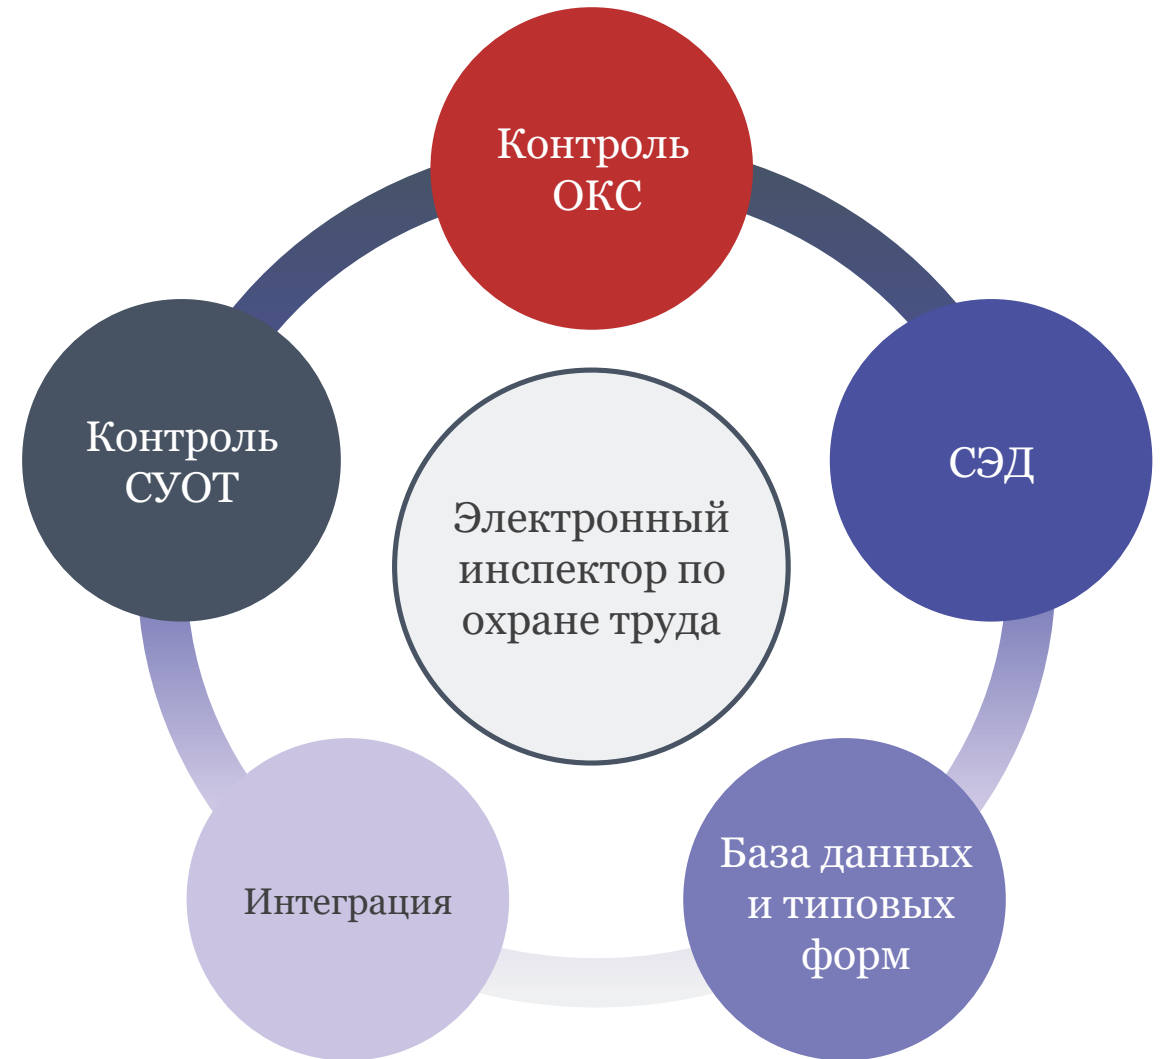 Контроль
ОКС
Контроль
СУОТ
СЭД
Электронный
инспектор по
охране труда
Интеграция
База данных
и типовых
форм